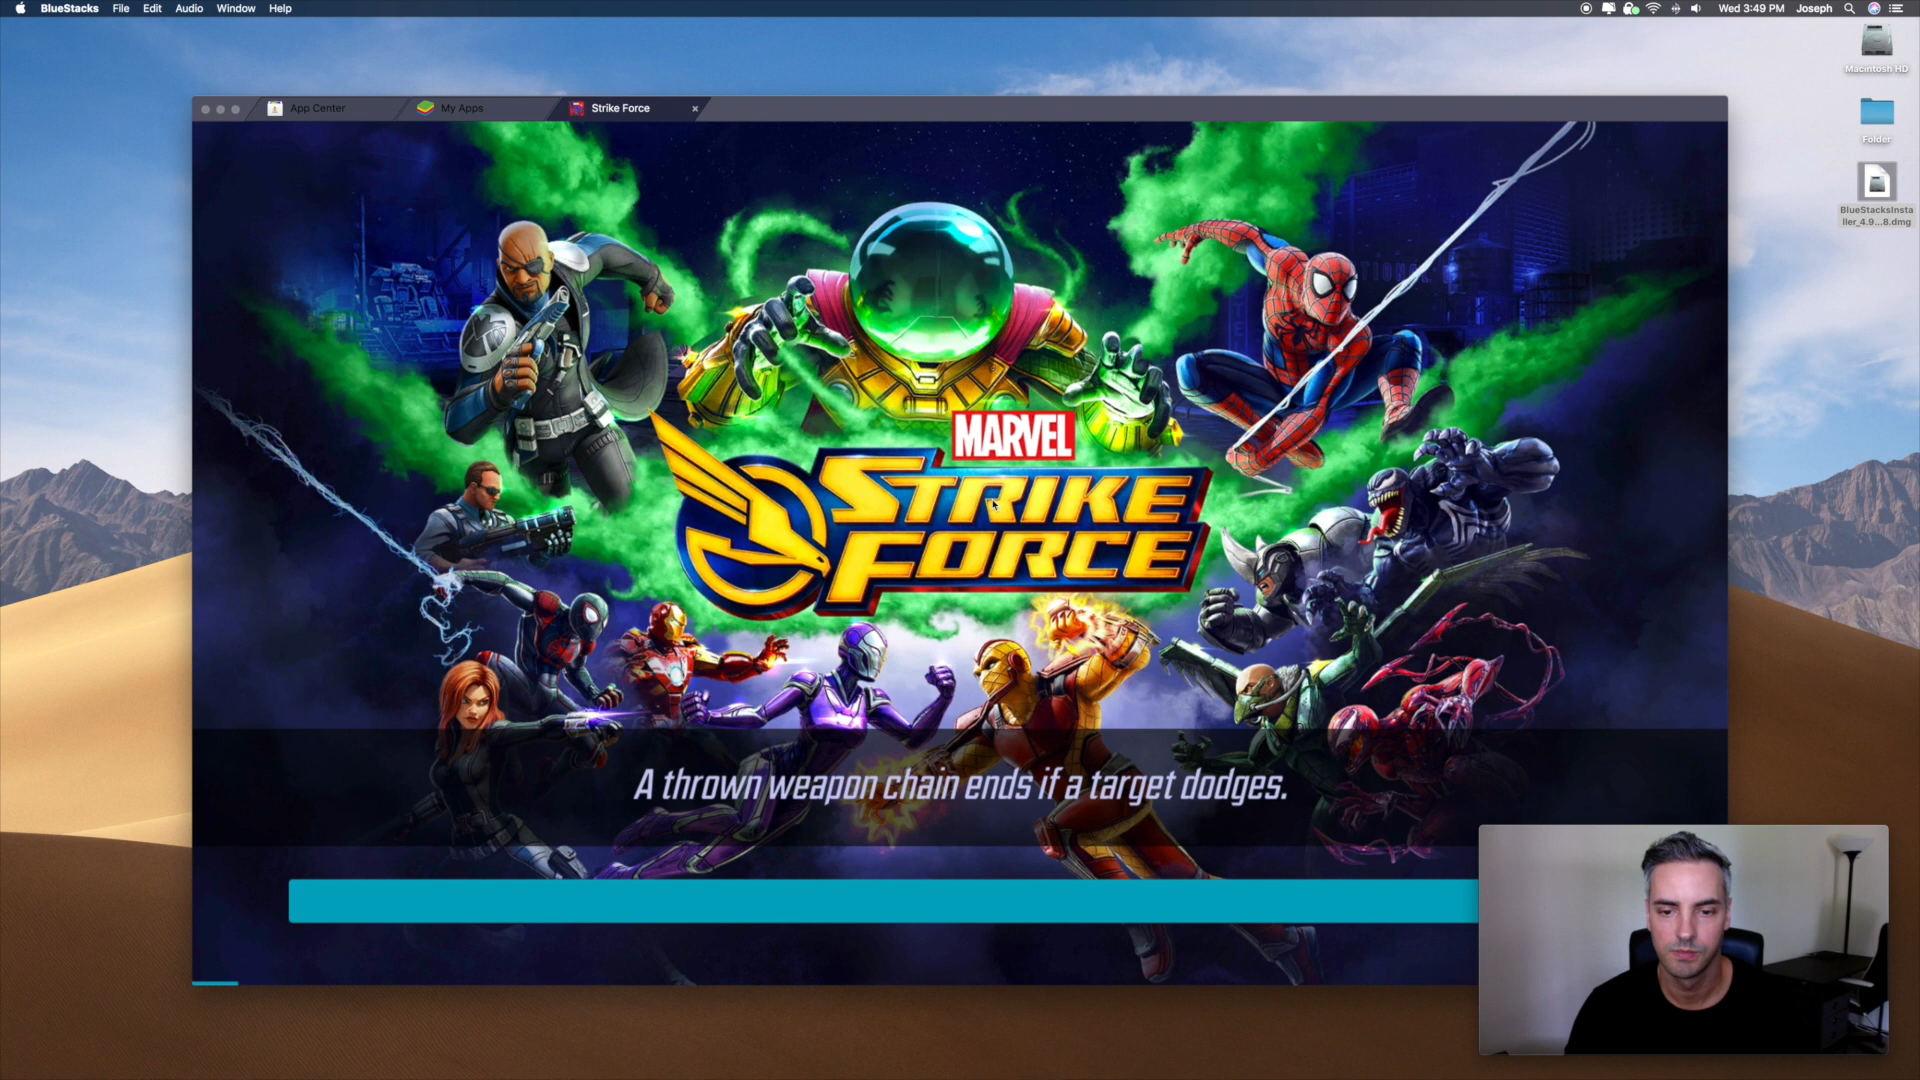 BlueStacks File Edit Audio Window Help
Wed 3:49 PM Joseph
Macintosh HD
App Center
My Apps
Strike Force
Folder
BlueStacksInsta
ller_4.9...8.dmg
MARVEL
STRIKE
FORCE
A thrown weapon chain ends if a target dodges.